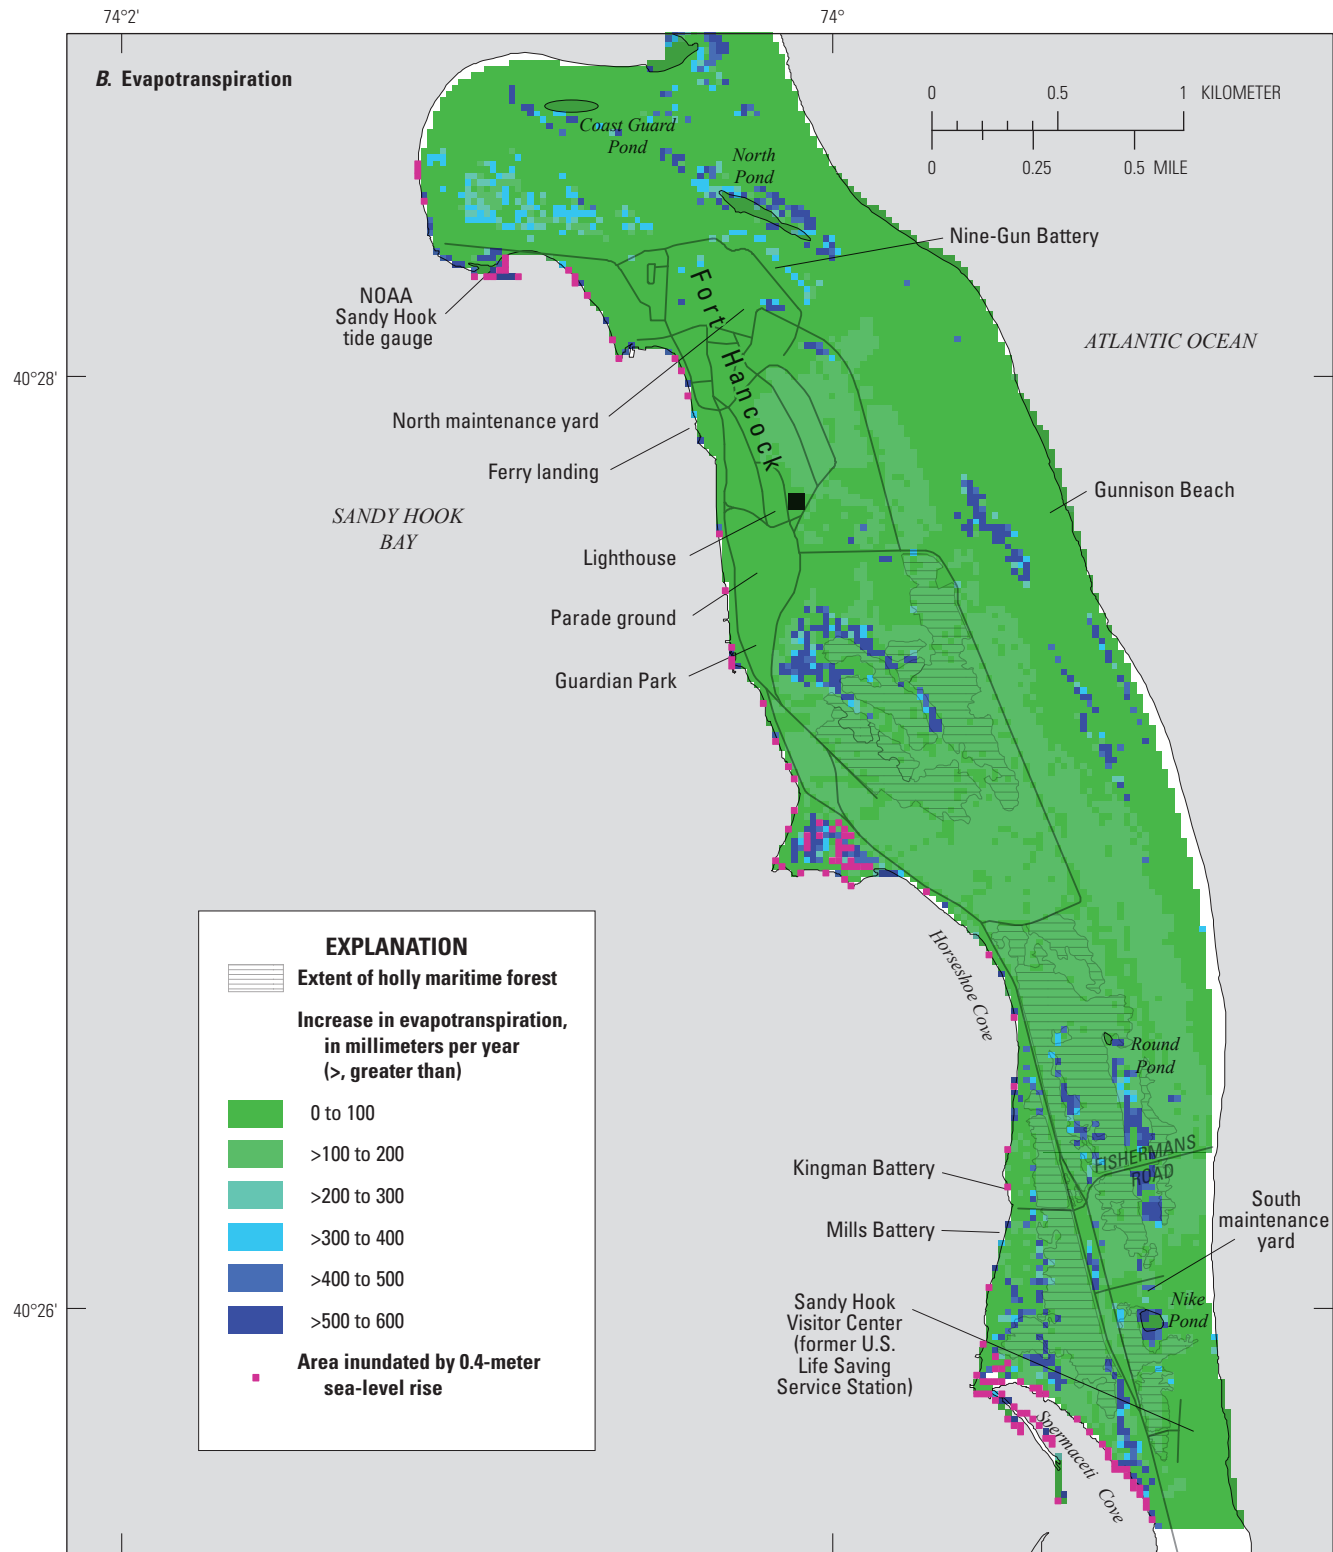 74°2'
74°
B. Evapotranspiration
0 0.5 1 KILOMETER
0 0.25 0.5 MILE
Coast Guard
Pond
North
Pond
Nine-Gun Battery
NOAA
Sandy Hook
tide gauge
Fort Hancock
ATLANTIC OCEAN
40°28'
North maintenance yard
Ferry landing
Gunnison Beach
SANDY HOOK
BAY
Lighthouse
Parade ground
Guardian Park
Horseshoe Cove
Round
Pond
FISHERMANS
ROAD
Kingman Battery
Mills Battery
South
maintenance
yard
Sandy Hook
Visitor Center
(former U.S.
Life Saving
Service Station)
Nike
Pond
40°26'
Spermaceti Cove
EXPLANATION
Extent of holly maritime forest
Increase in evapotranspiration,
in millimeters per year
(>, greater than)
0 to 100
>100 to 200
>200 to 300
>300 to 400
>400 to 500
>500 to 600
Area inundated by 0.4-meter
sea-level rise